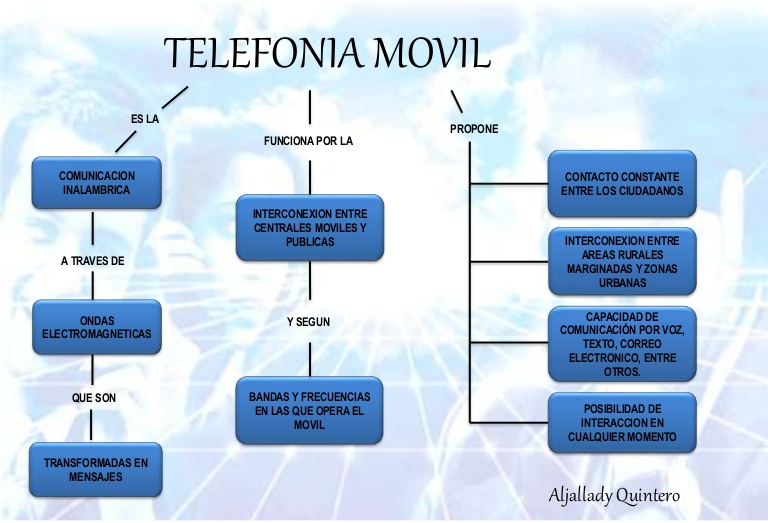 TELEFONIA MOVIL
ES LA
COMUNICACION
INALAMBRICA
A TRAVES DE
ONDAS
ELECTROMAGNETICAS
QUE SON
TRANSFORMADAS EN
MENSAJES
FUNCIONA POR LA
INTERCONEXION ENTRE
CENTRALES MOVILES Y
PUBLICAS
Y SEGUN
BANDAS Y FRECUENCIAS
EN LAS QUE OPERA EL
MOVIL
PROPONE
CONTACTO CONSTANTE
ENTRE LOS CIUDADANOS
INTERCONEXION ENTRE
AREAS RURALES
MARGINADAS Y ZONAS
URBANAS
CAPACIDAD DE
COMUNICACIÓN POR VOZ,
TEXTO, CORREO
ELECTRONICO, ENTRE
OTROS.
POSIBILIDAD DE
INTERACCION EN
CUALQUIER MOMENTO
Aljallady Quintero